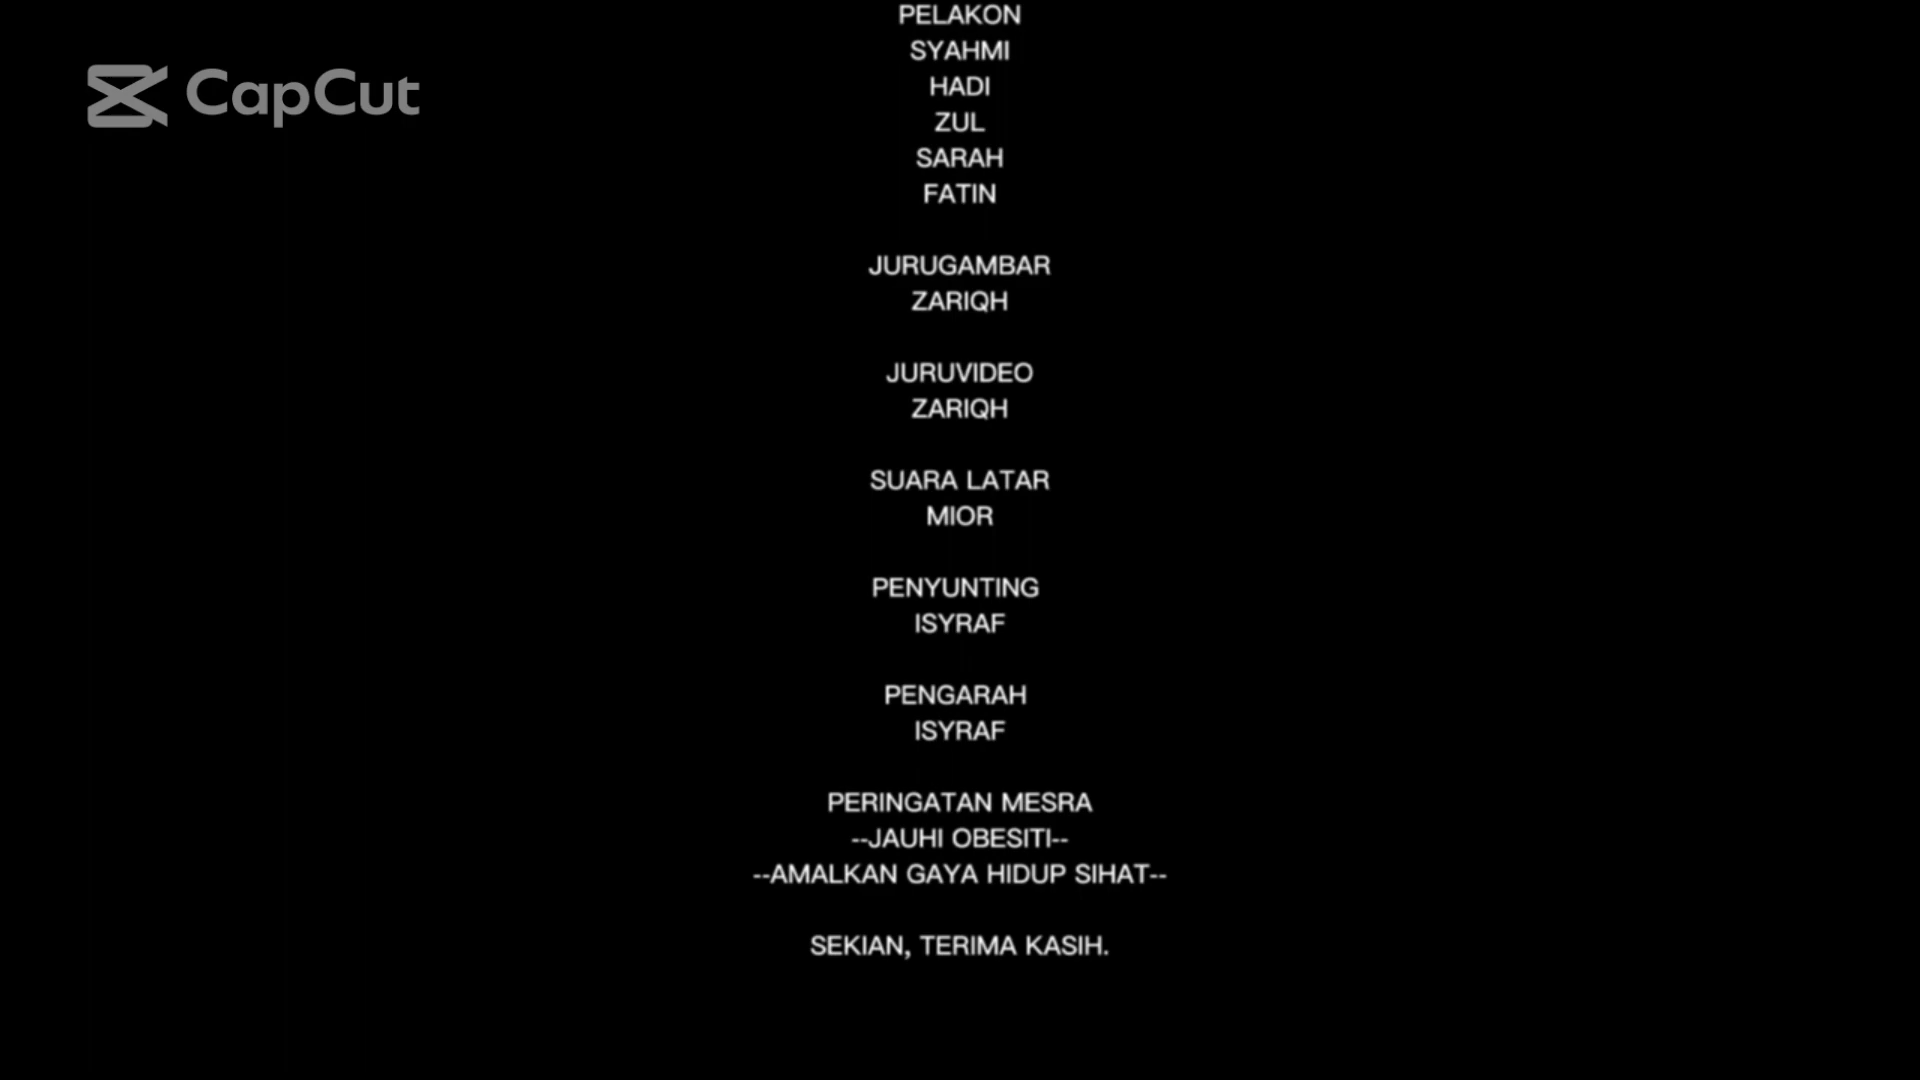 CapCut
PELAKON
SYAHMI
HADI
ZUL
SARAH
FATIN
JURUGAMBAR
ZARIQH
JURUVIDEO
ZARIQH
SUARA LATAR
MIOR
PENYUNTING
ISYRAF
PENGARAH
ISYRAF
PERINGATAN MESRA
--JAUHI OBESITI--
--AMALKAN GAYA HIDUP SIHAT--
SEKIAN, TERIMA KASIH.